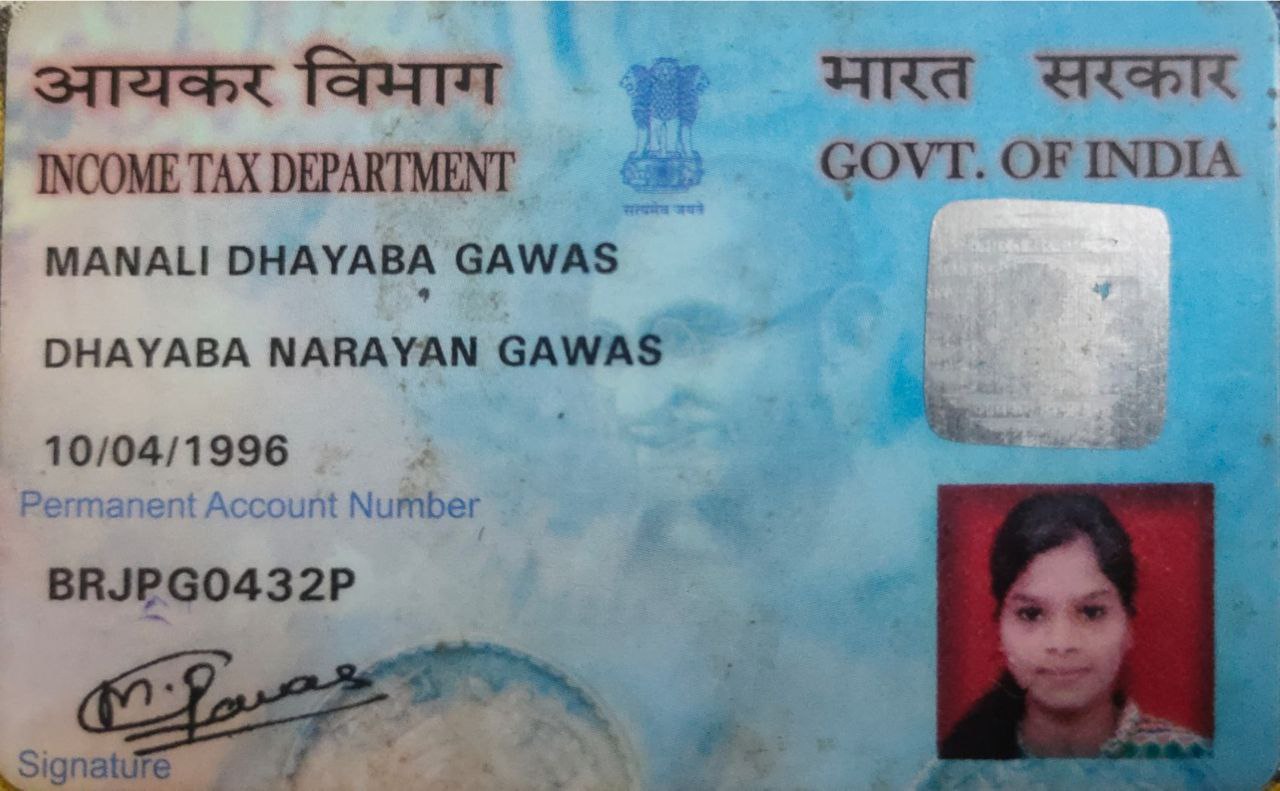 आयकर विभाग
INCOME TAX DEPARTMENT
सत्यमेव जयते
भारत सरकार
GOVT. OF INDIA
MANALI DHAYABA GAWAS
DHAYABA NARAYAN GAWAS
10/04/1996
Permanent Account Number
BRJPG0432P
M. Gawas
Signature